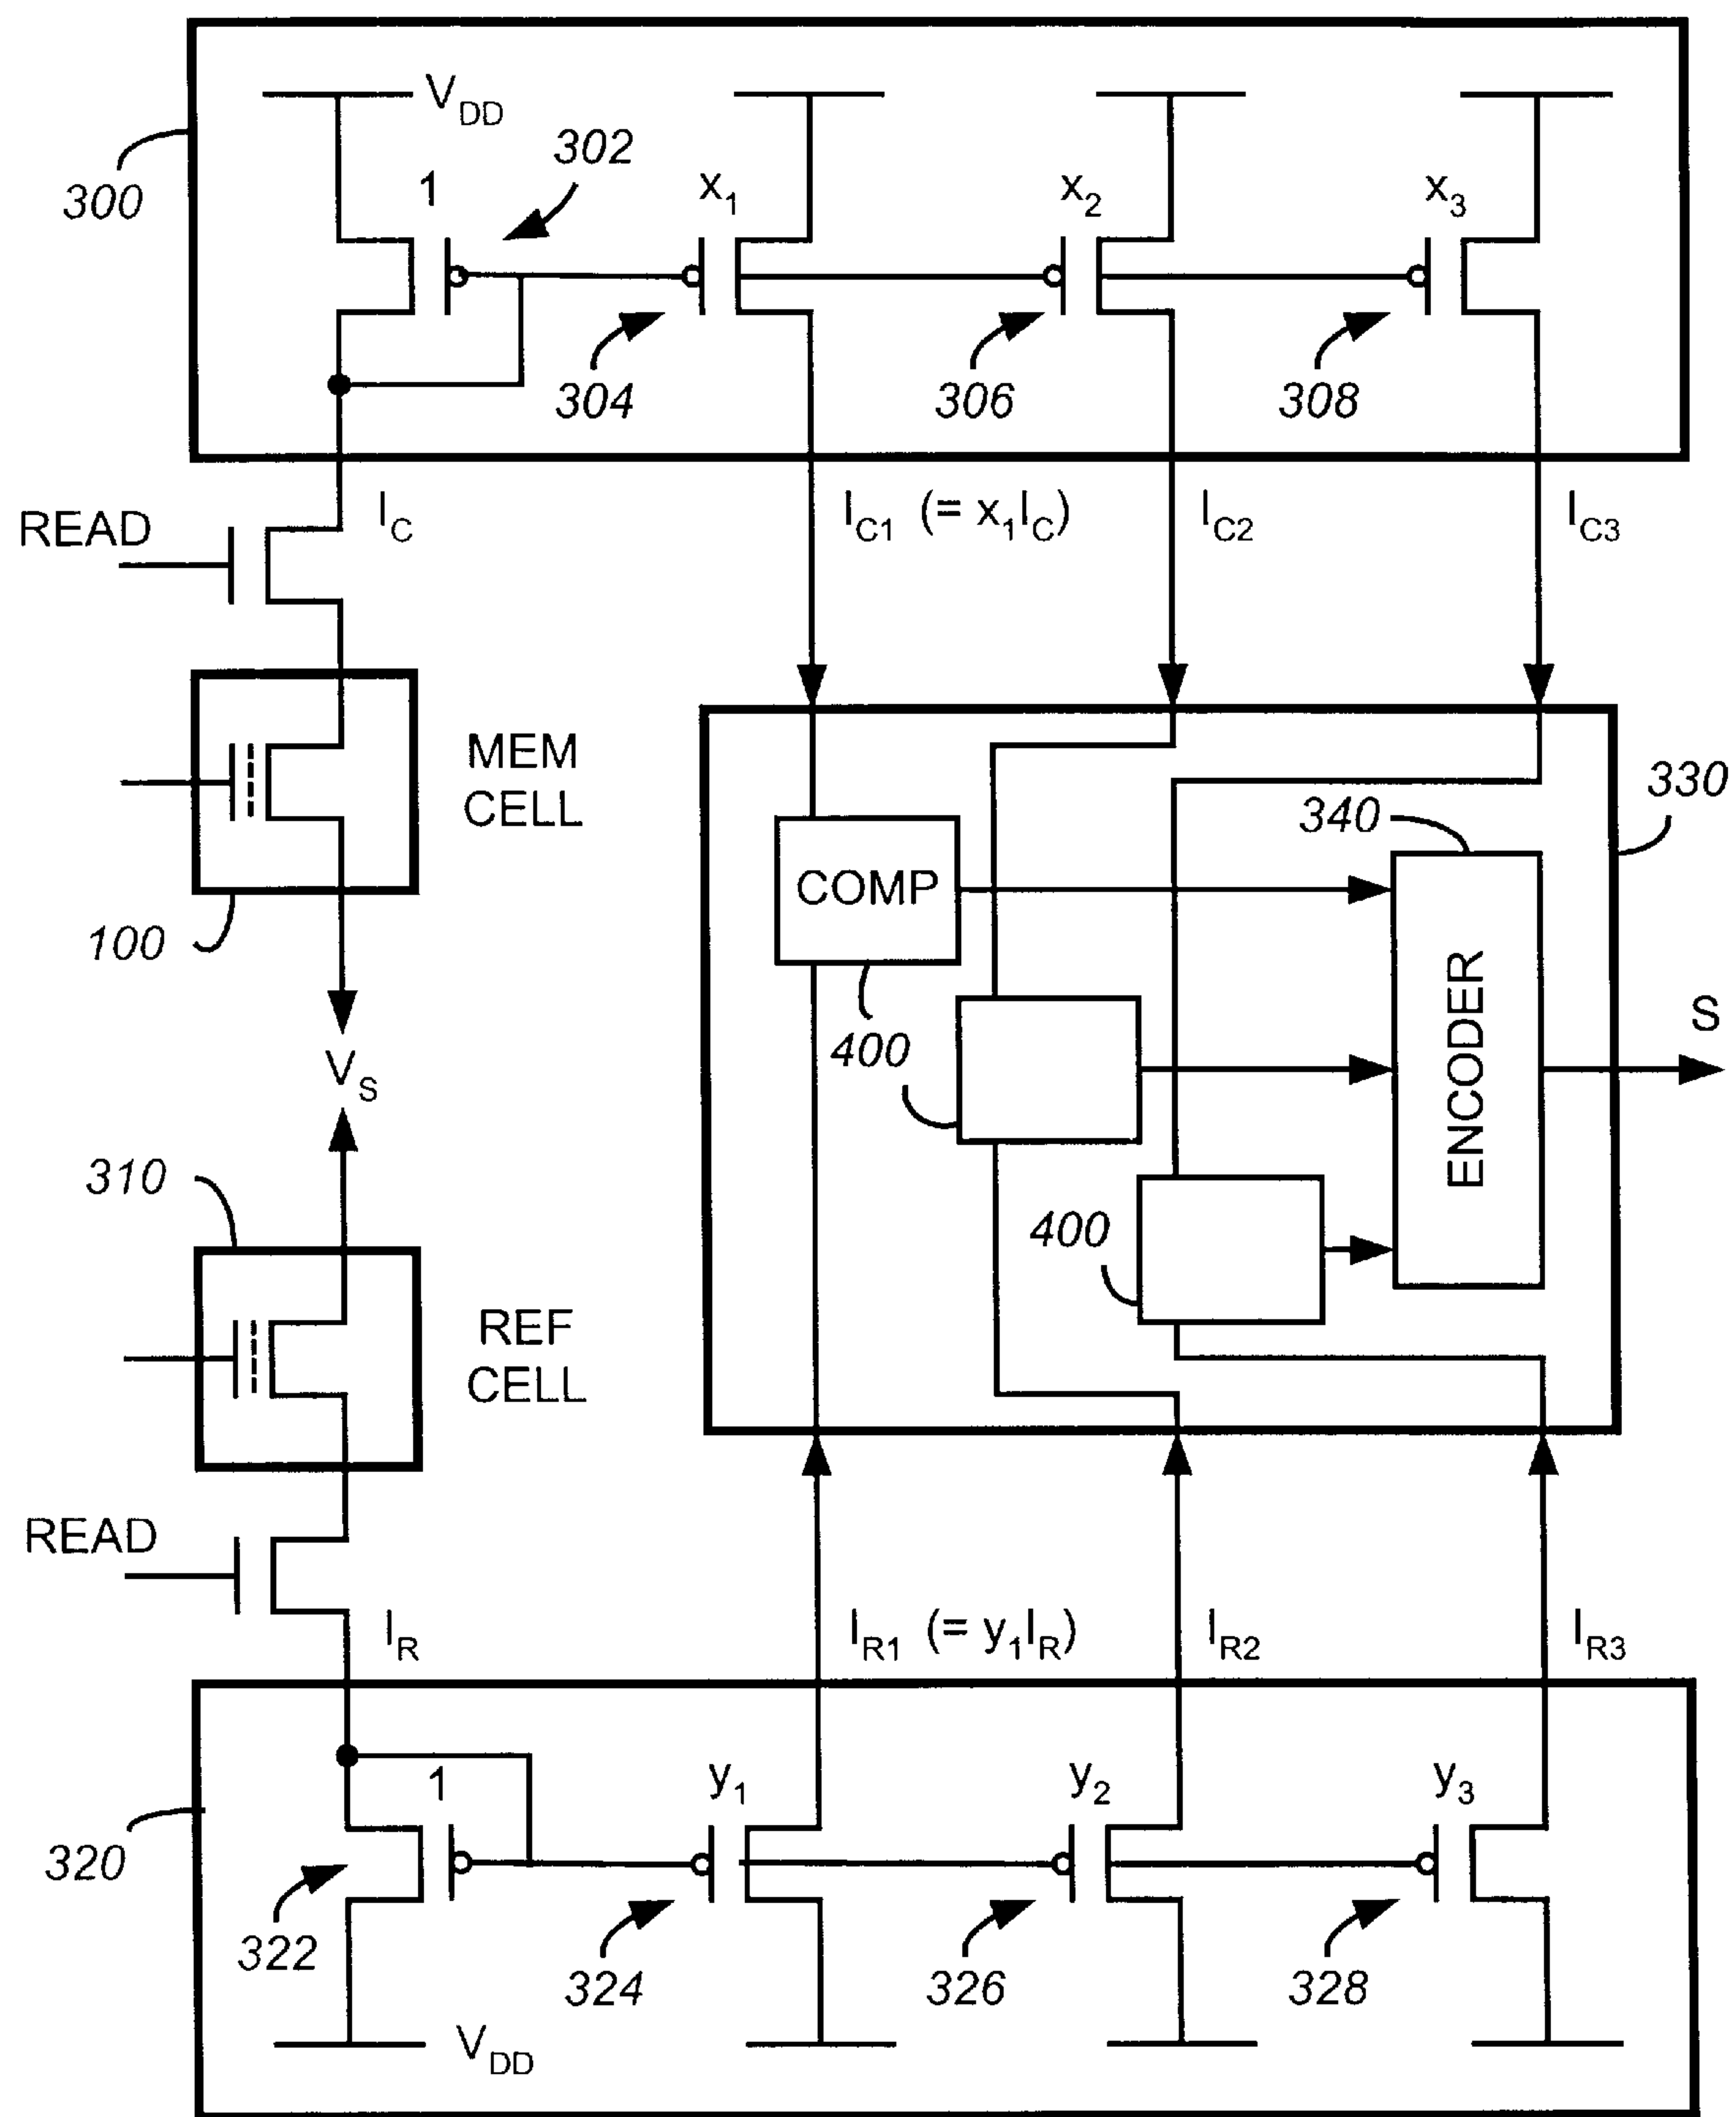 V_DD
302
300
1
x_1
x_2
x_3
304
306
308
READ
I_C
I_C1 (= x_1I_C)
I_C2
I_C3
MEM
CELL
100
330
340
COMP
400
ENCODER
S
400
V_S
310
400
REF
CELL
READ
I_R
I_R1 (= y_1I_R)
I_R2
I_R3
1
y_1
y_2
y_3
320
322
324
326
328
V_DD